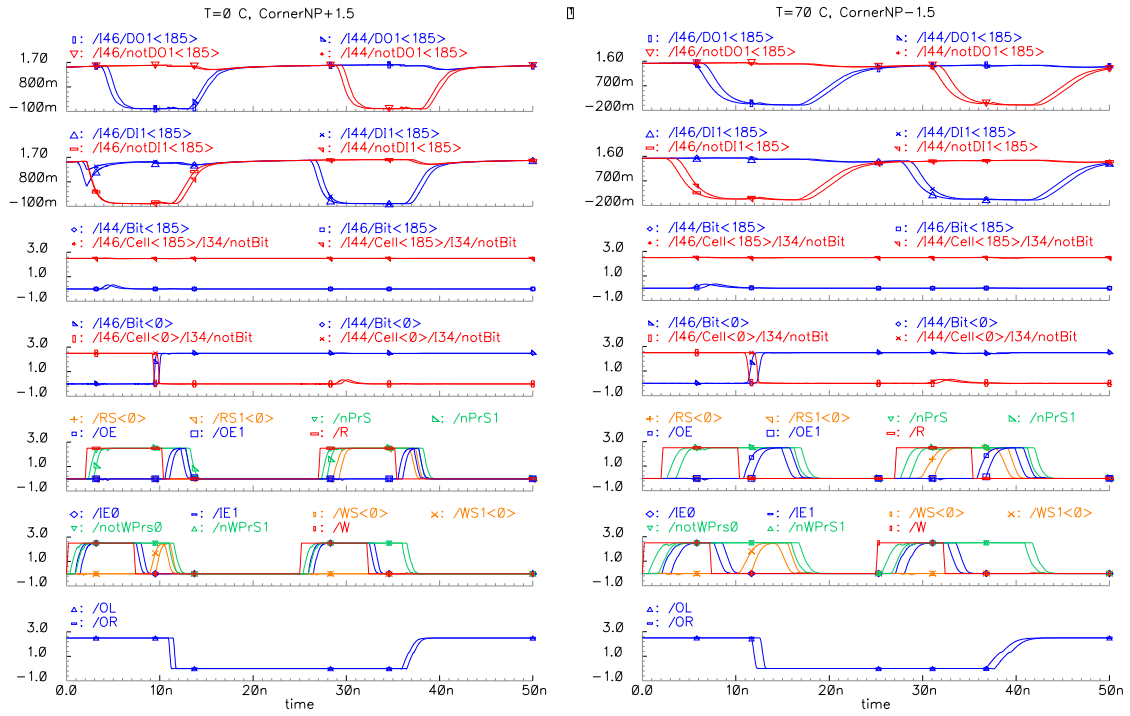 T=0 C, CornerNP+1.5
/I46/DO1<185> /I44/DO1<185>
/I46/notDO1<185> /I44/notDO1<185>
1.70
800m
-100m
/I46/DI1<185> /I44/DI1<185>
/I46/notDI1<185> /I44/notDI1<185>
1.70
800m
-100m
/I44/Bit<185> /I46/Bit<185>
/I46/Cell<185>/I34/notBit /I44/Cell<185>/I34/notBit
3.0
1.0
-1.0
/I46/Bit<0> /I44/Bit<0>
/I46/Cell<0>/I34/notBit /I44/Cell<0>/I34/notBit
3.0
1.0
-1.0
/RS<0> /RS1<0> /nPrS /nPrS1
/OE /OE1 /R
3.0
1.0
-1.0
/IE0 /IE1 /WS<0> /WS1<0>
/notWPrs0 /nWPrS1 /W
3.0
1.0
-1.0
/OL
/OR
3.0
1.0
-1.0
0.0 10n 20n 30n 40n 50n
time
T=70 C, CornerNP-1.5
/I46/DO1<185> /I44/DO1<185>
/I46/notDO1<185> /I44/notDO1<185>
1.60
700m
-200m
/I46/DI1<185> /I44/DI1<185>
/I46/notDI1<185> /I44/notDI1<185>
1.60
700m
-200m
/I44/Bit<185> /I46/Bit<185>
/I46/Cell<185>/I34/notBit /I44/Cell<185>/I34/notBit
3.0
1.0
-1.0
/I46/Bit<0> /I44/Bit<0>
/I46/Cell<0>/I34/notBit /I44/Cell<0>/I34/notBit
3.0
1.0
-1.0
/RS<0> /RS1<0> /nPrS /nPrS1
/OE /OE1 /R
3.0
1.0
-1.0
/IE0 /IE1 /WS<0> /WS1<0>
/notWPrs0 /nWPrS1 /W
3.0
1.0
-1.0
/OL
/OR
3.0
1.0
-1.0
0.0 10n 20n 30n 40n 50n
time